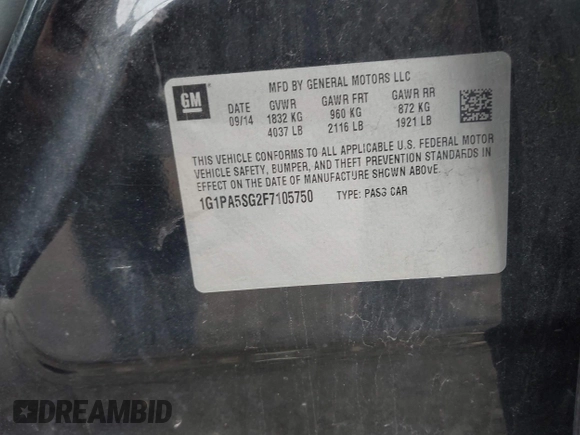 GM
MFD BY GENERAL MOTORS LLC
DATE GVWR GAWR FRT GAWR RR
09/14 1832 KG 960 KG 872 KG
4037 LB 2116 LB 1921 LB
THIS VEHICLE CONFORMS TO ALL APPLICABLE U.S. FEDERAL MOTOR
VEHICLE SAFETY, BUMPER, AND THEFT PREVENTION STANDARDS IN
EFFECT ON THE DATE OF MANUFACTURE SHOWN ABOVE.
1G1PA5SG2F7105750 TYPE: PASS CAR
DREAMBID